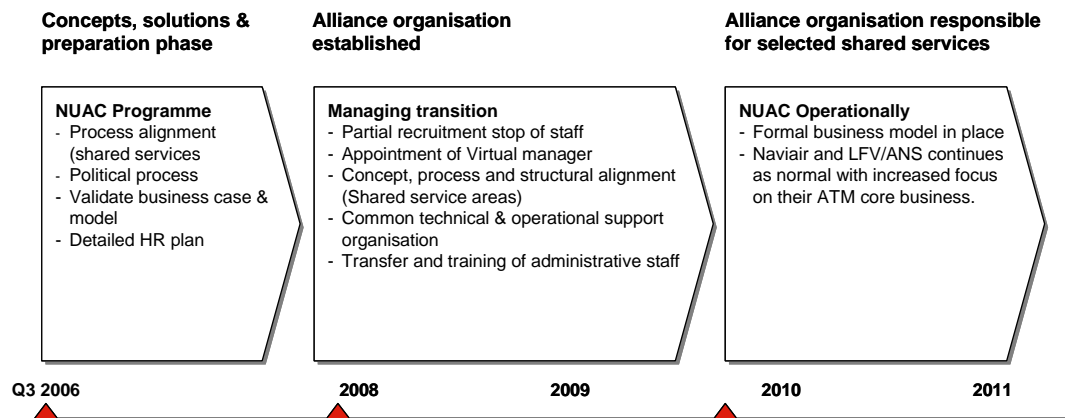 Concepts, solutions &
preparation phase
NUAC Programme
- Process alignment
(shared services
- Political process
- Validate business case &
model
- Detailed HR plan
Alliance organisation
established
Managing transition
- Partial recruitment stop of staff
- Appointment of Virtual manager
- Concept, process and structural alignment
(Shared service areas)
- Common technical & operational support
organisation
- Transfer and training of administrative staff
Alliance organisation responsible
for selected shared services
NUAC Operationally
- Formal business model in place
- Naviair and LFV/ANS continues
as normal with increased focus
on their ATM core business.
Q3 2006
2008
2009
2010
2011